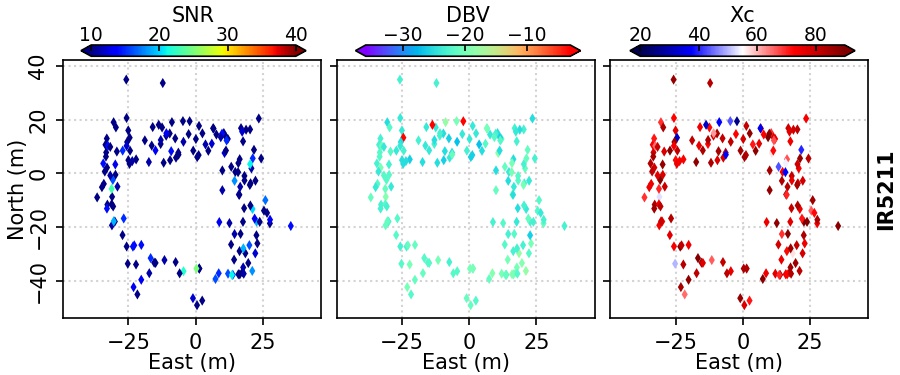 SNR DBV Xc
10 20 30 40 −30 −20 −10 20 40 60 80
40
20
0
−20
−40
North (m)
−25 0 25 −25 0 25 −25 0 25
East (m) East (m) East (m)
IR5211